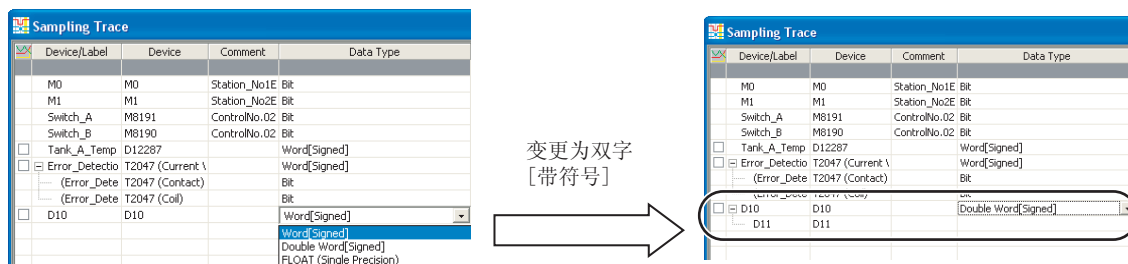 Sampling Trace
Device/Label Device Comment Data Type
M0 M0 Station_No1E Bit
M1 M1 Station_No2E Bit
Switch_A M8191 ControlNo.02 Bit
Switch_B M8190 ControlNo.02 Bit
Tank_A_Temp D12287 Word[Signed]
Error_Detectio T2047 (Current \ Word[Signed]
(Error_Dete T2047 (Contact) Bit
(Error_Dete T2047 (Coil) Bit
D10 D10 Word[Signed]
Word[Signed]
Double Word[Signed]
FLOAT (Single Precision)
变更为双字
[带符号]
Sampling Trace
Device/Label Device Comment Data Type
M0 M0 Station_No1E Bit
M1 M1 Station_No2E Bit
Switch_A M8191 ControlNo.02 Bit
Switch_B M8190 ControlNo.02 Bit
Tank_A_Temp D12287 Word[Signed]
Error_Detectio T2047 (Current \ Word[Signed]
(Error_Dete T2047 (Contact) Bit
(Error_Dete T2047 (Coil) Bit
D10 D10 Double Word[Signed]
D11 D11